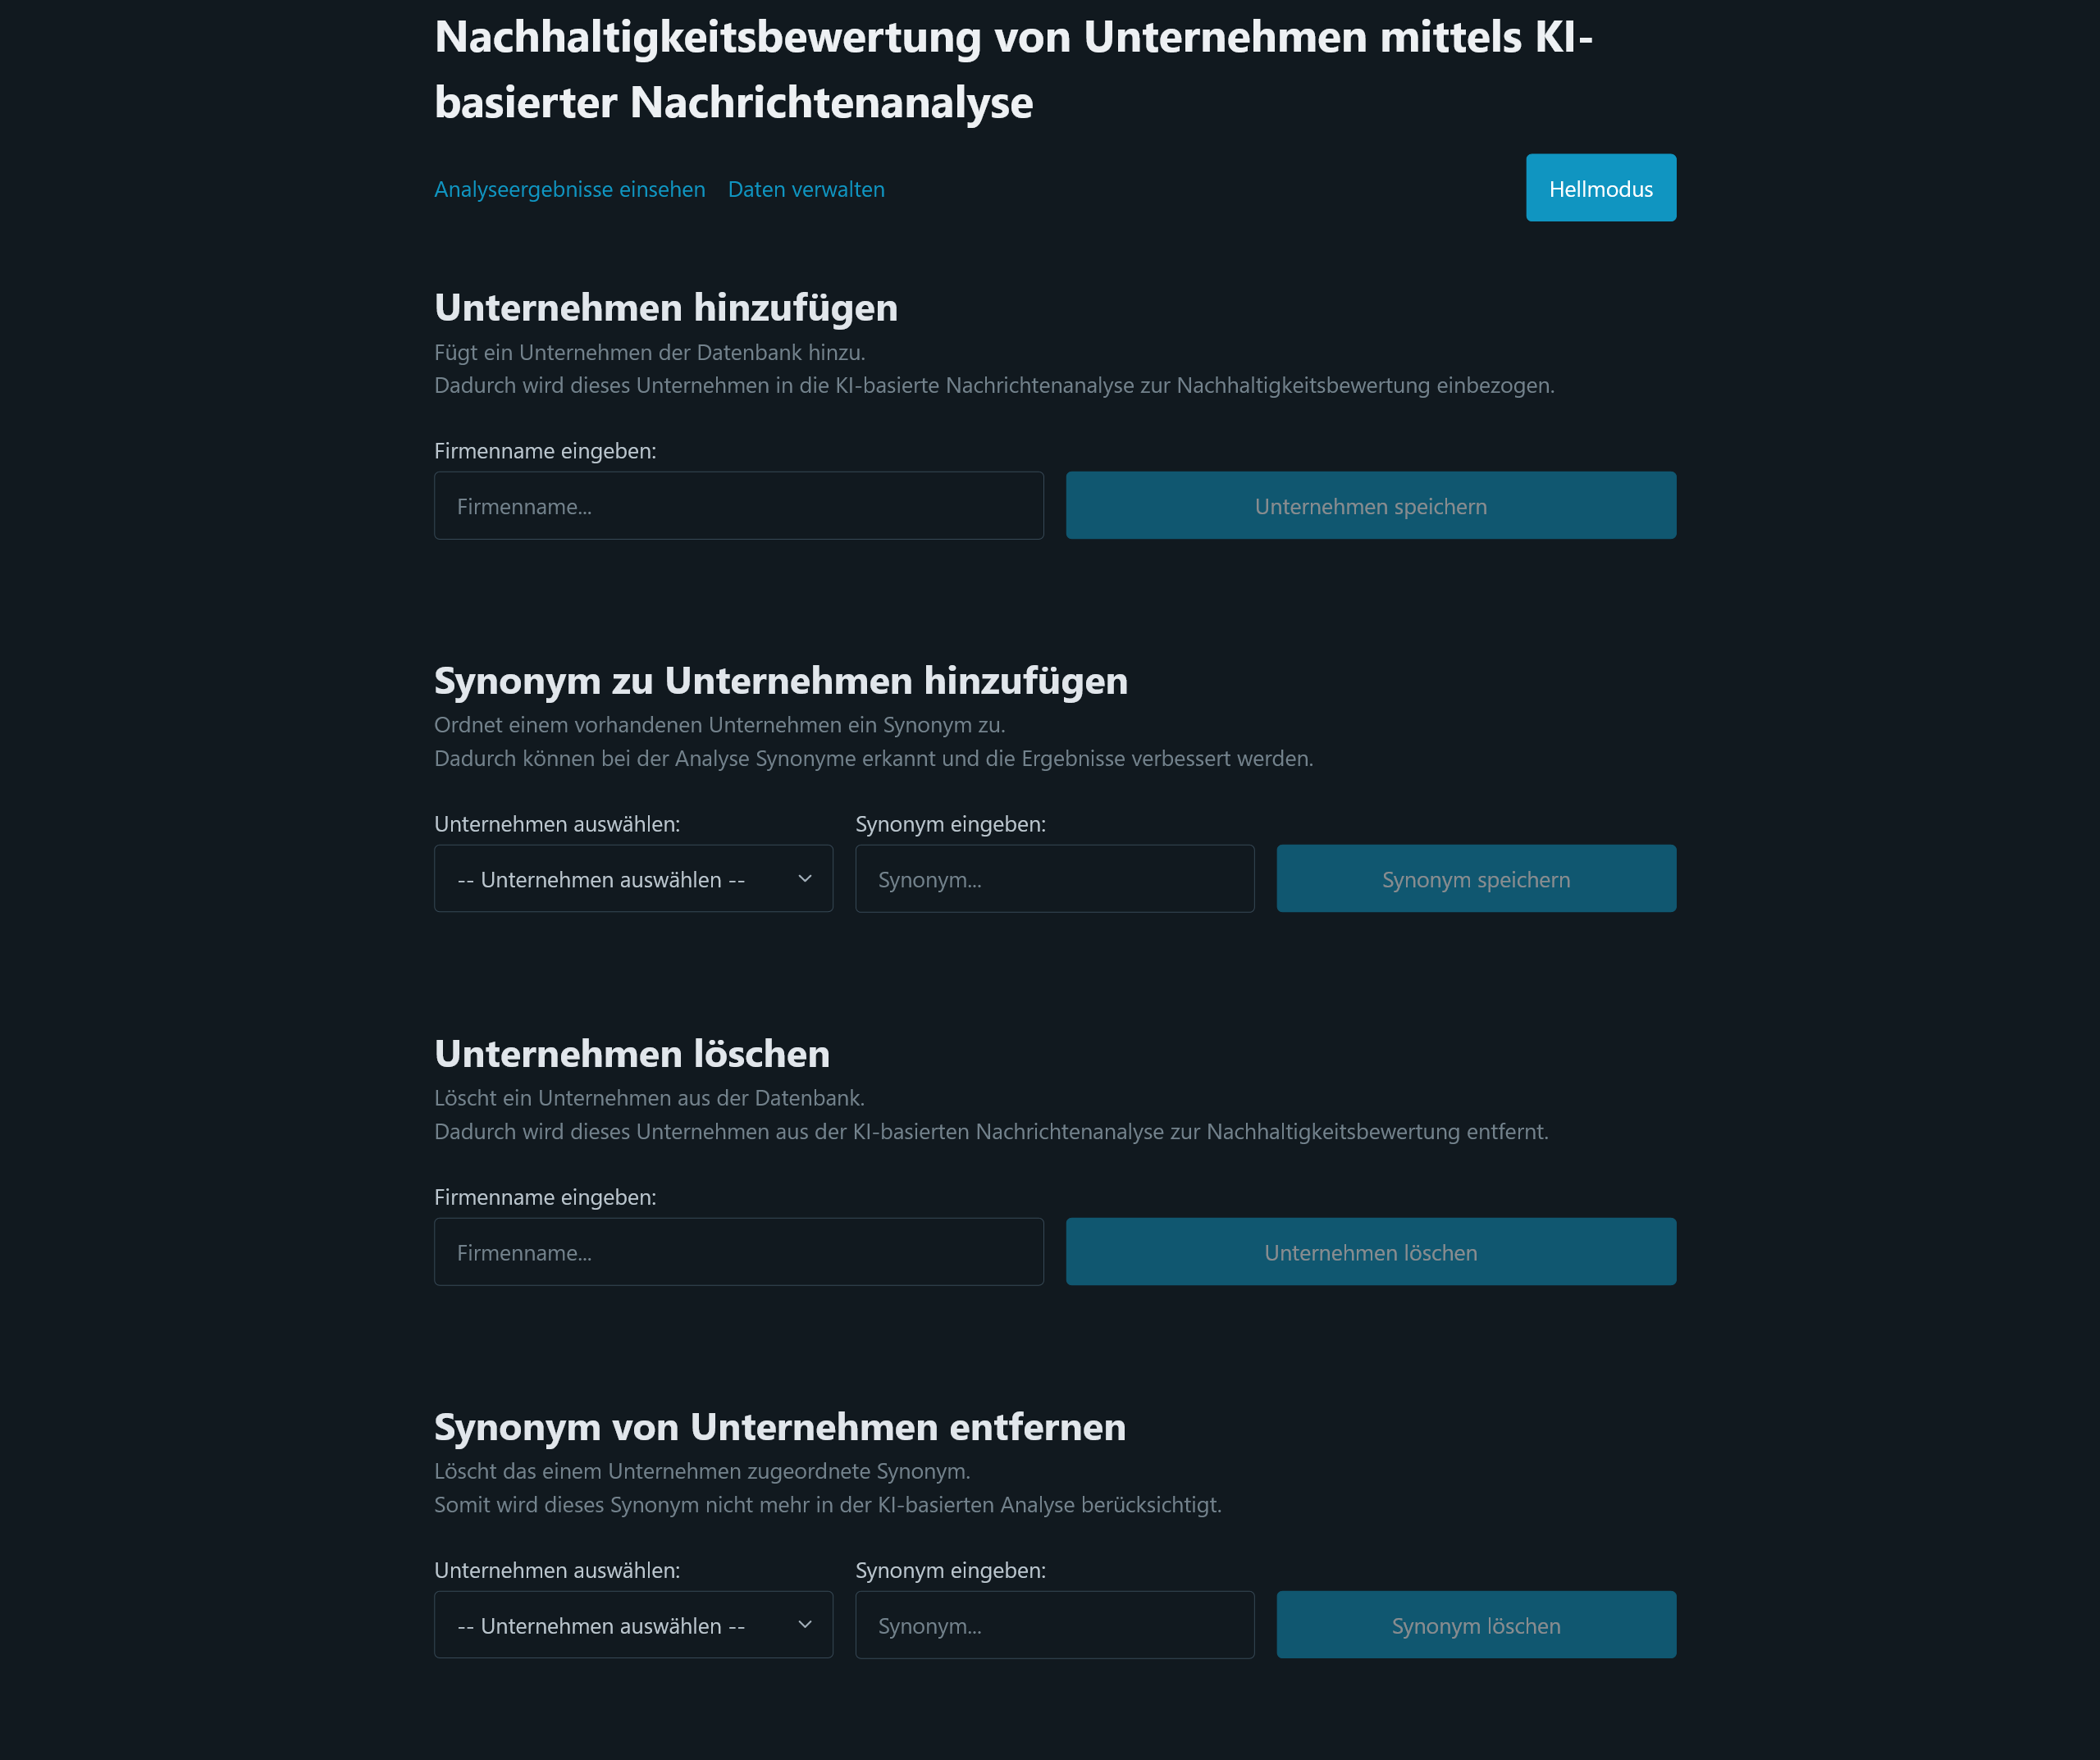 Nachhaltigkeitsbewertung von Unternehmen mittels KI-
basierter Nachrichtenanalyse
Analyseergebnisse einsehen Daten verwalten Hellmodus
Unternehmen hinzufügen
Fügt ein Unternehmen der Datenbank hinzu.
Dadurch wird dieses Unternehmen in die KI-basierte Nachrichtenanalyse zur Nachhaltigkeitsbewertung einbezogen.
Firmenname eingeben:
Firmenname... Unternehmen speichern
Synonym zu Unternehmen hinzufügen
Ordnet einem vorhandenen Unternehmen ein Synonym zu.
Dadurch können bei der Analyse Synonyme erkannt und die Ergebnisse verbessert werden.
Unternehmen auswählen: Synonym eingeben:
-- Unternehmen auswählen -- Synonym... Synonym speichern
Unternehmen löschen
Löscht ein Unternehmen aus der Datenbank.
Dadurch wird dieses Unternehmen aus der KI-basierten Nachrichtenanalyse zur Nachhaltigkeitsbewertung entfernt.
Firmenname eingeben:
Firmenname... Unternehmen löschen
Synonym von Unternehmen entfernen
Löscht das einem Unternehmen zugeordnete Synonym.
Somit wird dieses Synonym nicht mehr in der KI-basierten Analyse berücksichtigt.
Unternehmen auswählen: Synonym eingeben:
-- Unternehmen auswählen -- Synonym... Synonym löschen